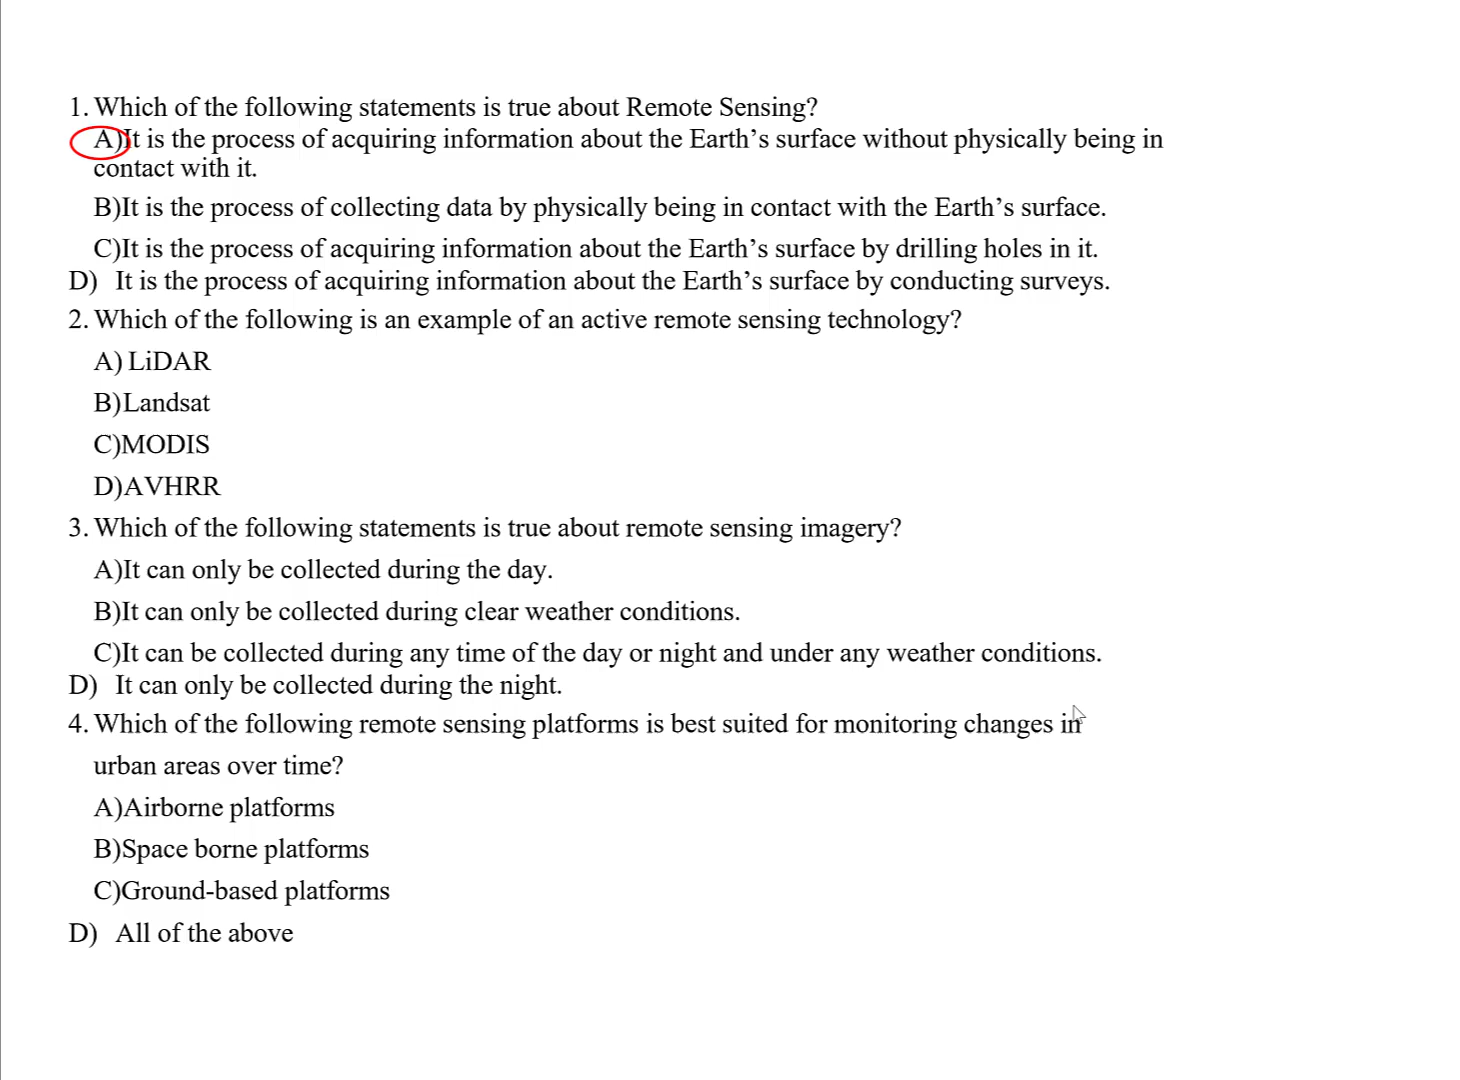 1. Which of the following statements is true about Remote Sensing?
A)It is the process of acquiring information about the Earth’s surface without physically being in
contact with it.
B)It is the process of collecting data by physically being in contact with the Earth’s surface.
C)It is the process of acquiring information about the Earth’s surface by drilling holes in it.
D) It is the process of acquiring information about the Earth’s surface by conducting surveys.
2. Which of the following is an example of an active remote sensing technology?
A) LiDAR
B)Landsat
C)MODIS
D)AVHRR
3. Which of the following statements is true about remote sensing imagery?
A)It can only be collected during the day.
B)It can only be collected during clear weather conditions.
C)It can be collected during any time of the day or night and under any weather conditions.
D) It can only be collected during the night.
4. Which of the following remote sensing platforms is best suited for monitoring changes in
urban areas over time?
A)Airborne platforms
B)Space borne platforms
C)Ground-based platforms
D) All of the above